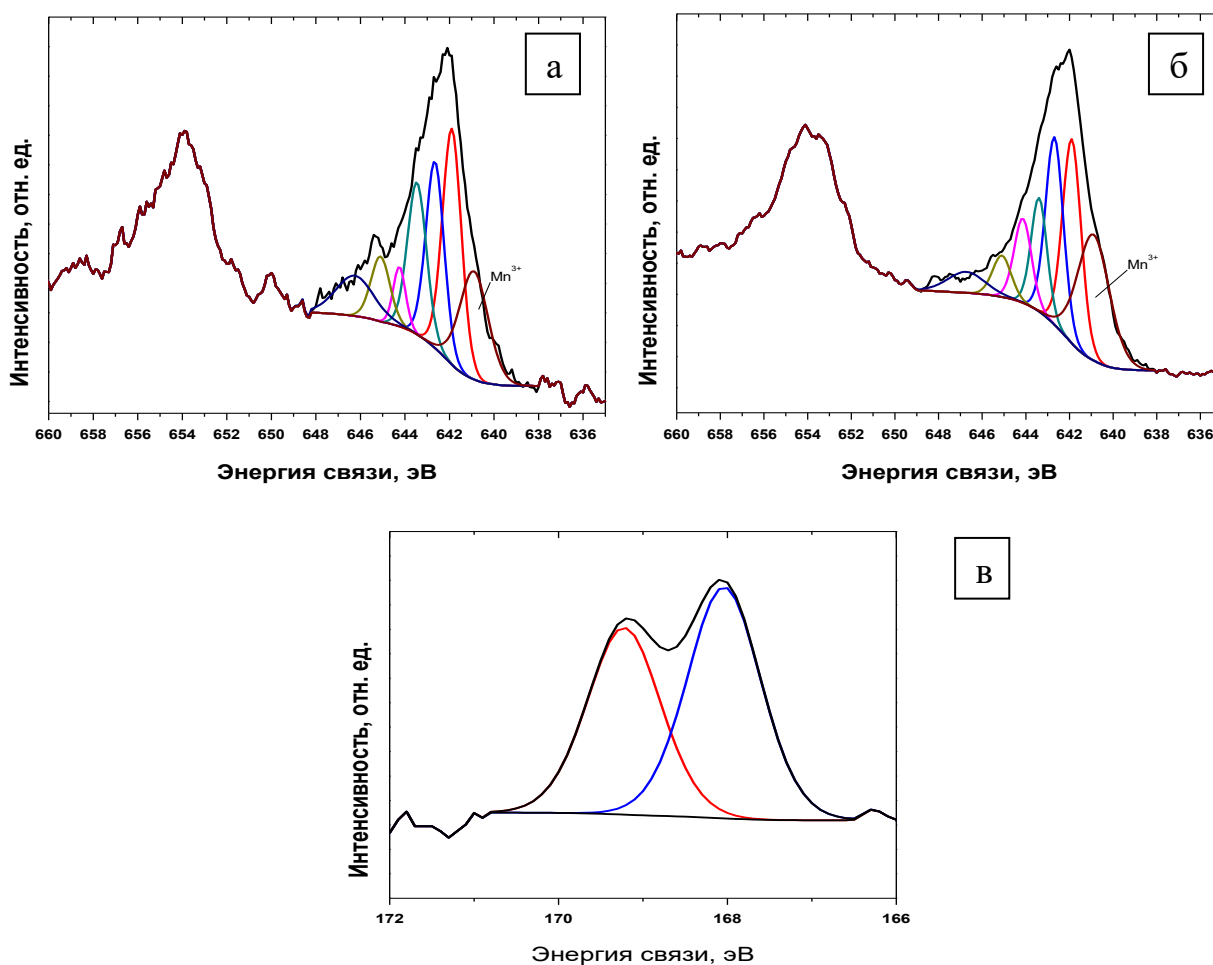 а
Интенсивность, отн. ед.
Mn³⁺
660 658 656 654 652 650 648 646 644 642 640 638 636
Энергия связи, эВ
б
Интенсивность, отн. ед.
Mn³⁺
660 658 656 654 652 650 648 646 644 642 640 638 636
Энергия связи, эВ
в
Интенсивность, отн. ед.
172 170 168 166
Энергия связи, эВ